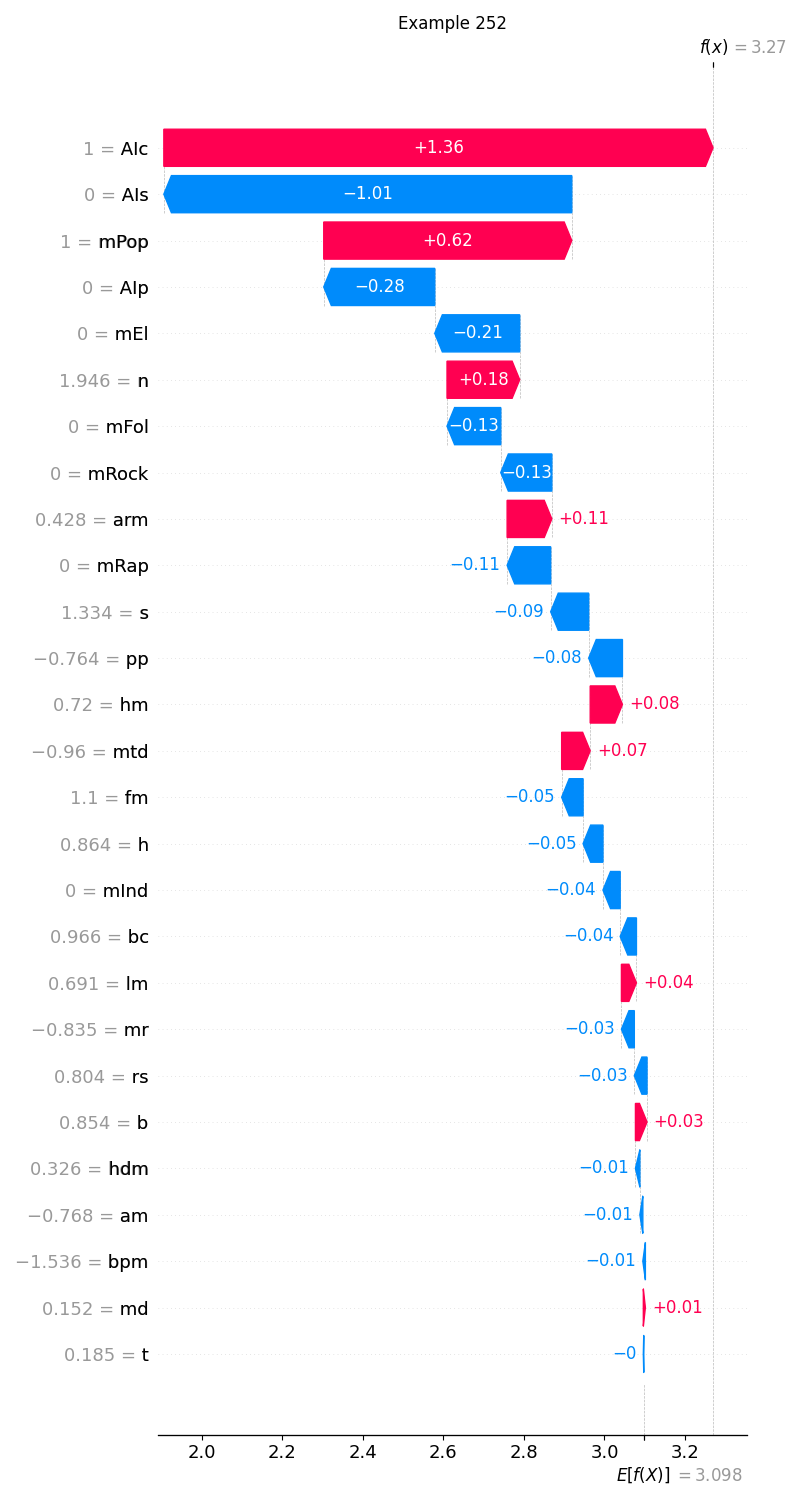 Example 252
f(x) = 3.27
1 = AIc +1.36
0 = AIs −1.01
1 = mPop +0.62
0 = AIp −0.28
0 = mEl −0.21
1.946 = n +0.18
0 = mFol −0.13
0 = mRock −0.13
0.428 = arm +0.11
0 = mRap −0.11
1.334 = s −0.09
−0.764 = pp −0.08
0.72 = hm +0.08
−0.96 = mtd +0.07
1.1 = fm −0.05
0.864 = h −0.05
0 = mInd −0.04
0.966 = bc −0.04
0.691 = lm +0.04
−0.835 = mr −0.03
0.804 = rs −0.03
0.854 = b +0.03
0.326 = hdm −0.01
−0.768 = am −0.01
−1.536 = bpm −0.01
0.152 = md +0.01
0.185 = t −0
2.0 2.2 2.4 2.6 2.8 3.0 3.2
E[f(X)] = 3.098